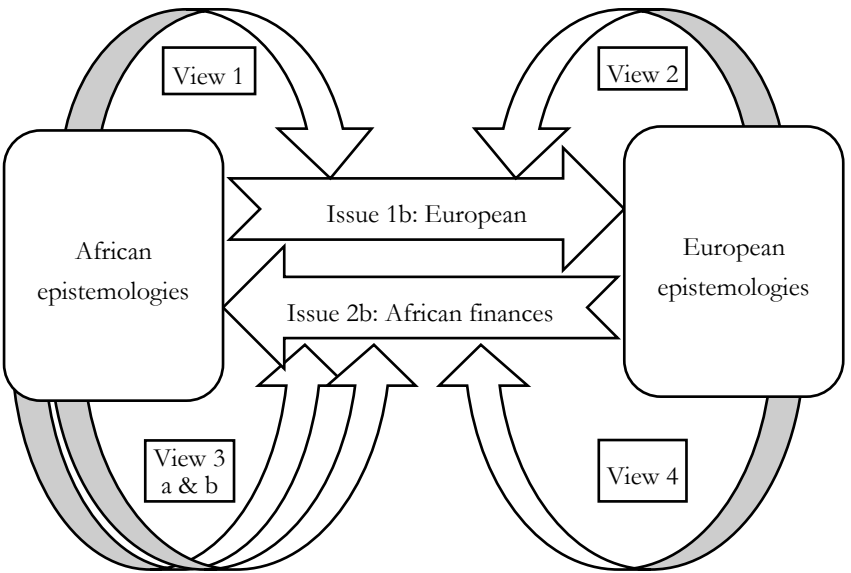 View 1
View 2
Issue 1b: European
African
epistemologies
European
epistemologies
Issue 2b: African finances
View 3
a & b
View 4